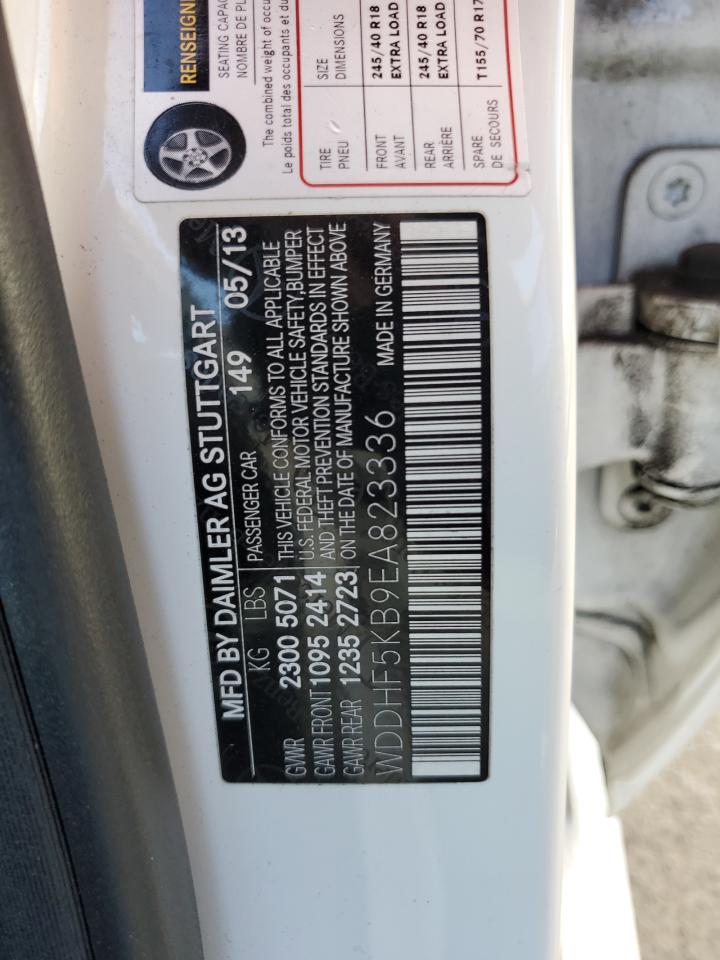 MFD BY DAIMLER AG STUTTGART
KG LBS PASSENGER CAR 149 05/13
GVWR 2300 5071
GAWR FRONT 1095 2414
GAWR REAR 1235 2723
THIS VEHICLE CONFORMS TO ALL APPLICABLE
U.S. FEDERAL MOTOR VEHICLE SAFETY,BUMPER
AND THEFT PREVENTION STANDARDS IN EFFECT
ON THE DATE OF MANUFACTURE SHOWN ABOVE
WDDHF5KB9EA823336 MADE IN GERMANY
SEATING CAPAC
NOMBRE DE PL
The combined weight of occu
Le poids total des occupants et du
TIRE SIZE
PNEU DIMENSIONS
FRONT 245/40 R18
AVANT EXTRA LOAD
REAR 245/40 R18
ARRIÈRE EXTRA LOAD
SPARE T155/70 R17
DE SECOURS